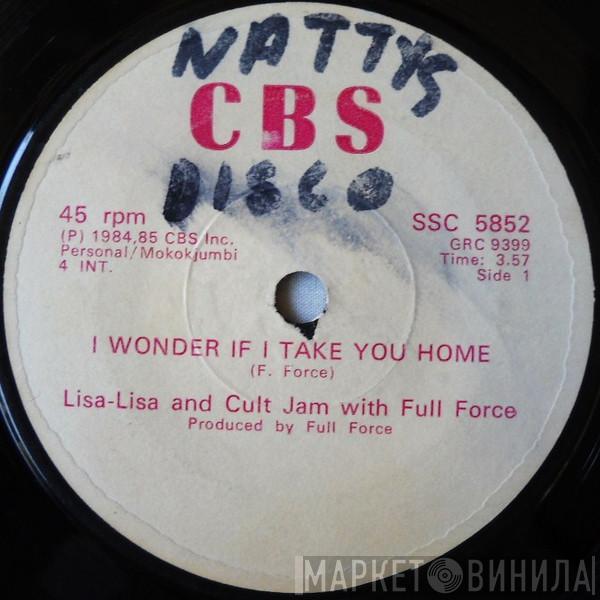 NATTYS
CBS
DISCO
45 rpm
(P) 1984,85 CBS Inc.
Personal/Mokokjumbi
4 INT.
SSC 5852
GRC 9399
Time: 3.57
Side 1
I WONDER IF I TAKE YOU HOME
(F. Force)
Lisa-Lisa and Cult Jam with Full Force
Produced by Full Force
МАРКЕТ ВИНИЛА